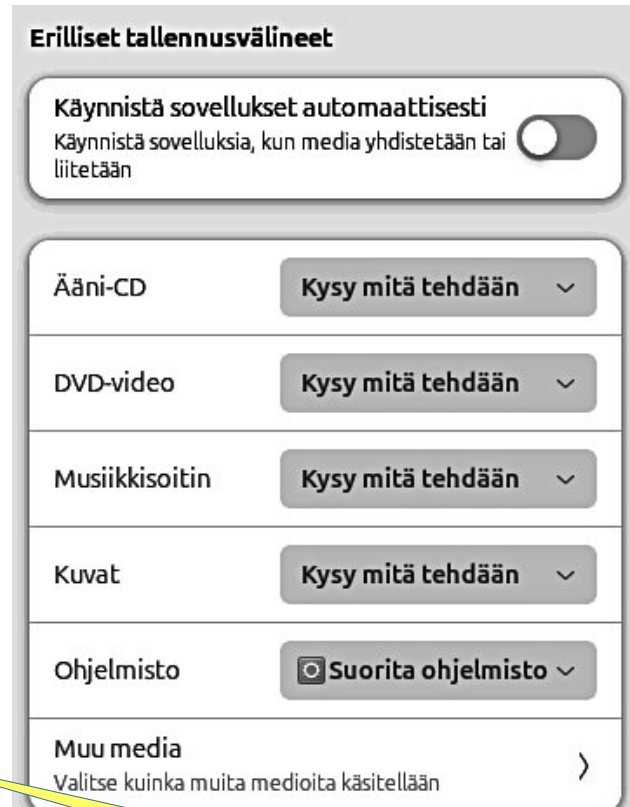 Erilliset tallennusvälineet
Käynnistä sovellukset automaattisesti
Käynnistä sovelluksia, kun media yhdistetään tai
liitetään
Ääni-CD
Kysy mitä tehdään
DVD-video
Kysy mitä tehdään
Musiikkisoitin
Kysy mitä tehdään
Kuvat
Kysy mitä tehdään
Ohjelmisto
Suorita ohjelmisto
Muu media
Valitse kuinka muita medioita käsitellään